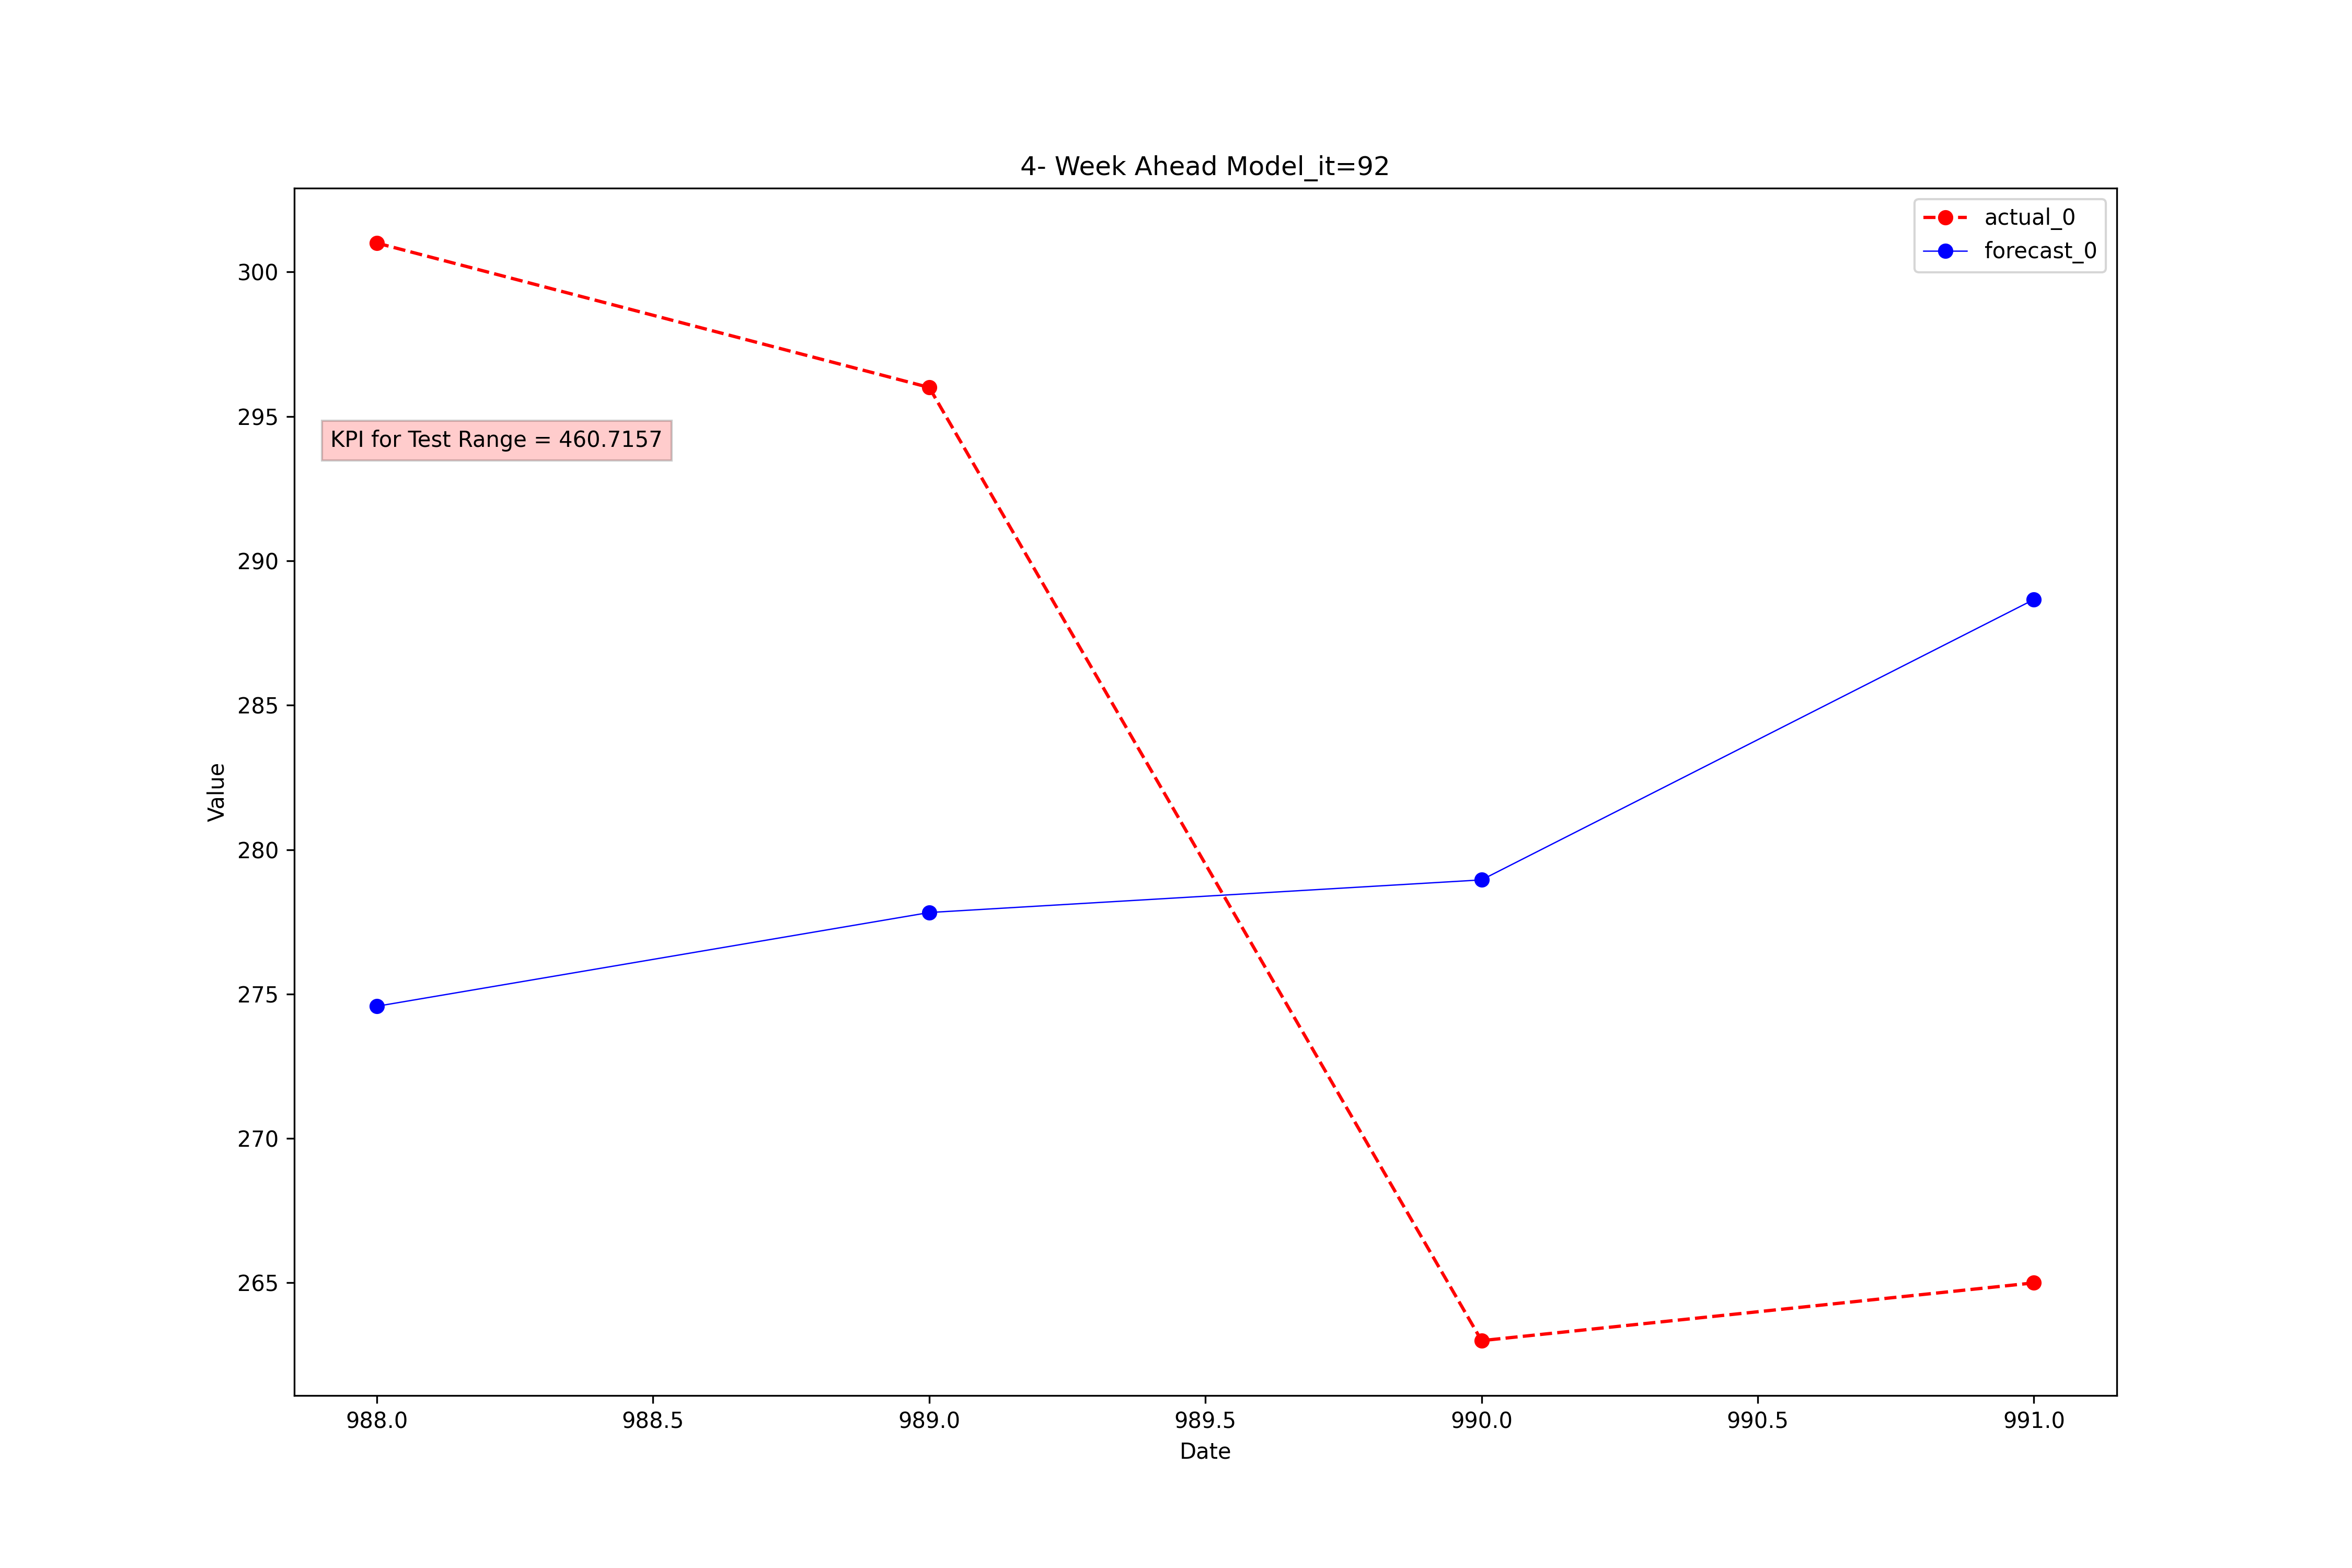 4- Week Ahead Model_it=92
actual_0
forecast_0
KPI for Test Range = 460.7157
300
295
290
285
280
275
270
265
Value
988.0 988.5 989.0 989.5 990.0 990.5 991.0
Date